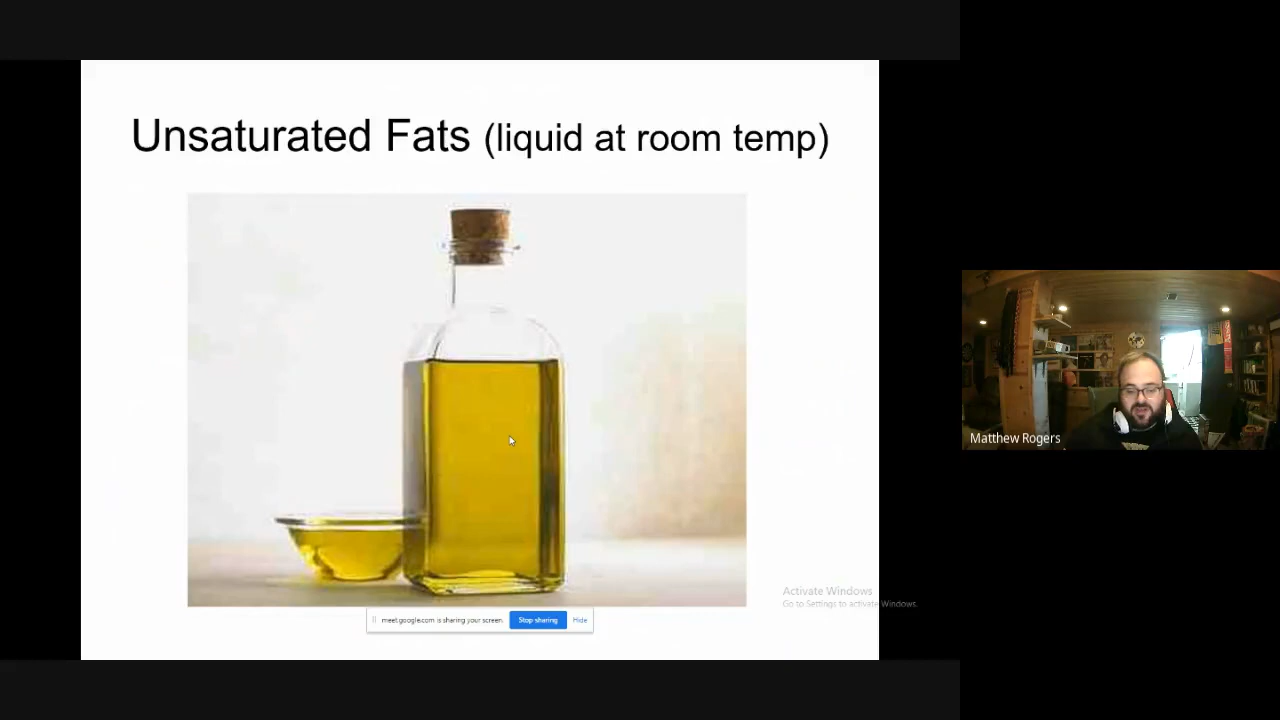 Unsaturated Fats (liquid at room temp)
Matthew Rogers
Activate Windows
Go to Settings to activate Windows.
meet.google.com is sharing your screen.
Stop sharing
Hide